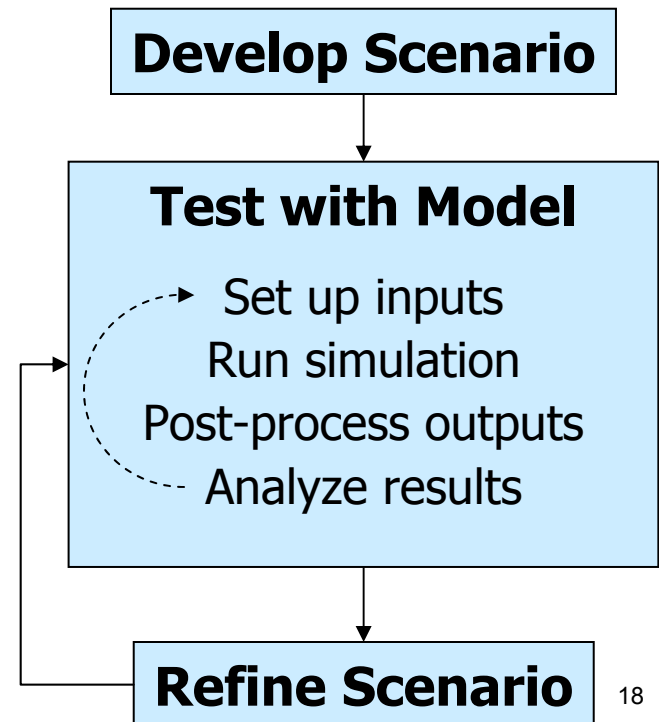 Develop Scenario
Test with Model
Set up inputs
Run simulation
Post-process outputs
Analyze results
Refine Scenario
18